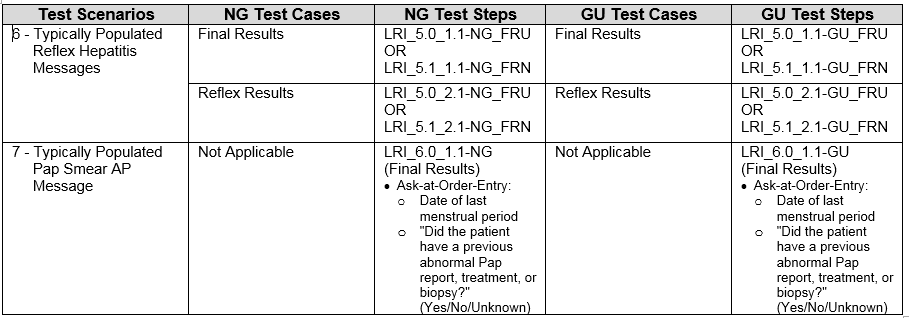 Test Scenarios NG Test Cases NG Test Steps GU Test Cases GU Test Steps
6 - Typically Populated Reflex Hepatitis Messages
Final Results
LRI_5.0_1.1-NG_FRU
OR
LRI_5.1_1.1-NG_FRN
Final Results
LRI_5.0_1.1-GU_FRU
OR
LRI_5.1_1.1-GU_FRN
Reflex Results
LRI_5.0_2.1-NG_FRU
OR
LRI_5.1_2.1-NG_FRN
Reflex Results
LRI_5.0_2.1-GU_FRU
OR
LRI_5.1_2.1-GU_FRN
7 - Typically Populated
Pap Smear AP
Message
Not Applicable
LRI_6.0_1.1-NG
(Final Results)
• Ask-at-Order-Entry:
o Date of last
menstrual period
o "Did the patient
have a previous
abnormal Pap
report, treatment, or
biopsy?"
(Yes/No/Unknown)
Not Applicable
LRI_6.0_1.1-GU
(Final Results)
• Ask-at-Order-Entry:
o Date of last
menstrual period
o "Did the patient
have a previous
abnormal Pap
report, treatment, or
biopsy?"
(Yes/No/Unknown)